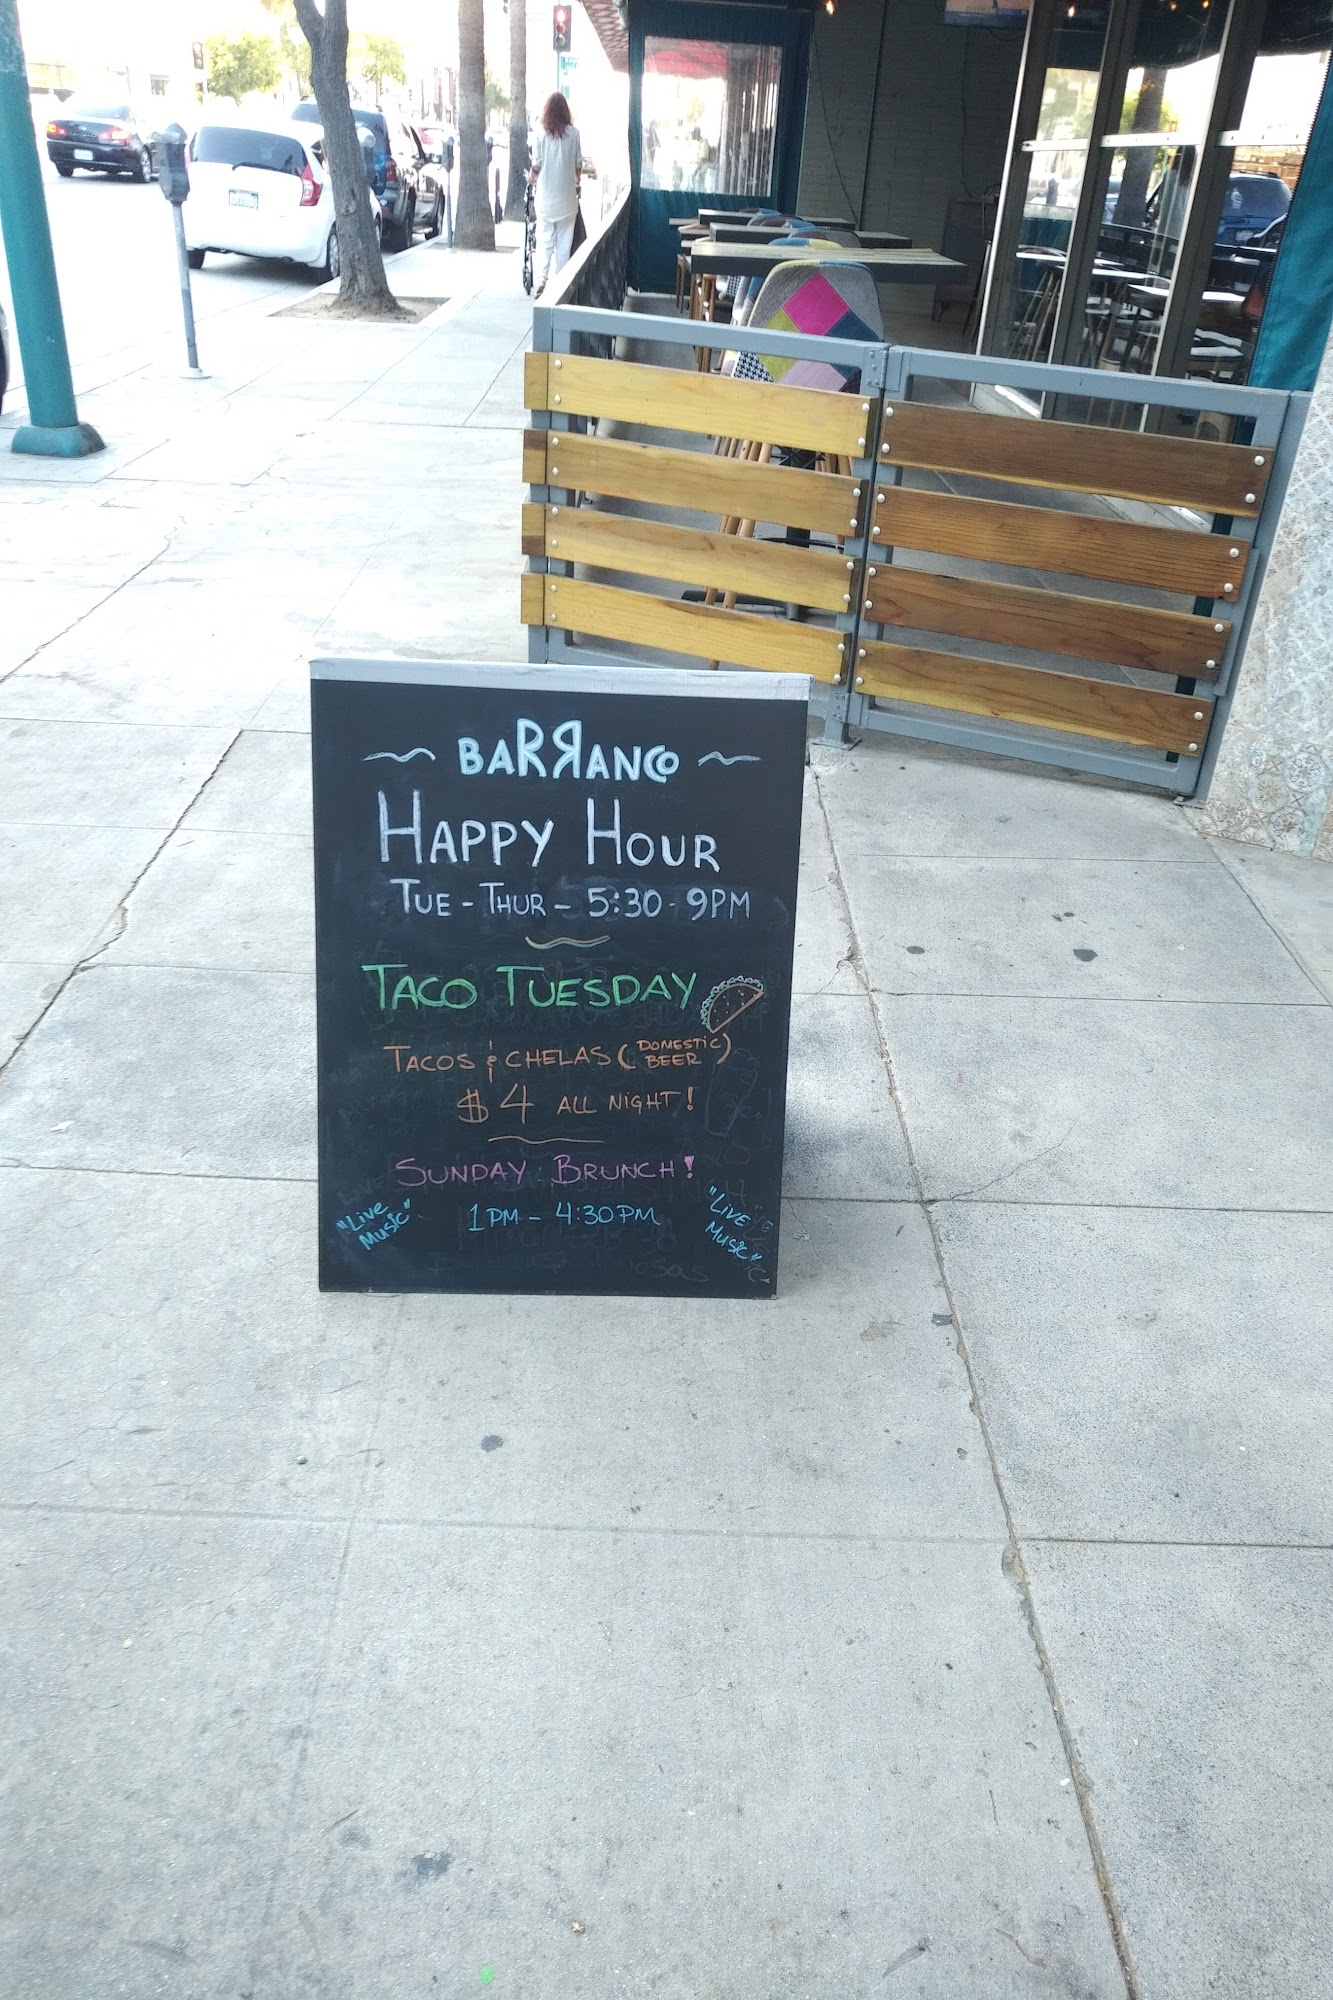 BARRANCO
HAPPY HOUR
TUE - THUR - 5:30 - 9PM
TACO TUESDAY
TACOS & CHELAS (DOMESTIC BEER)
$4 ALL NIGHT!
SUNDAY BRUNCH!
"Live Music" 1PM - 4:30PM "Live Music"